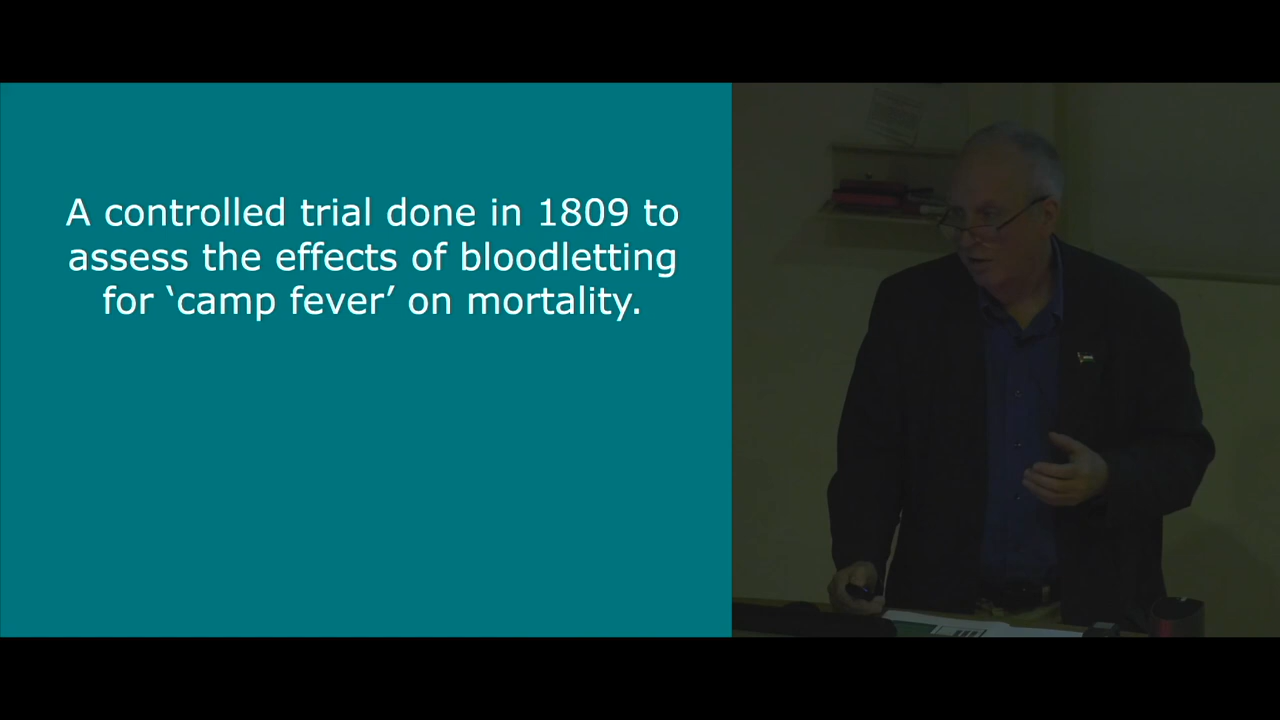 A controlled trial done in 1809 to
assess the effects of bloodletting
for ‘camp fever’ on mortality.